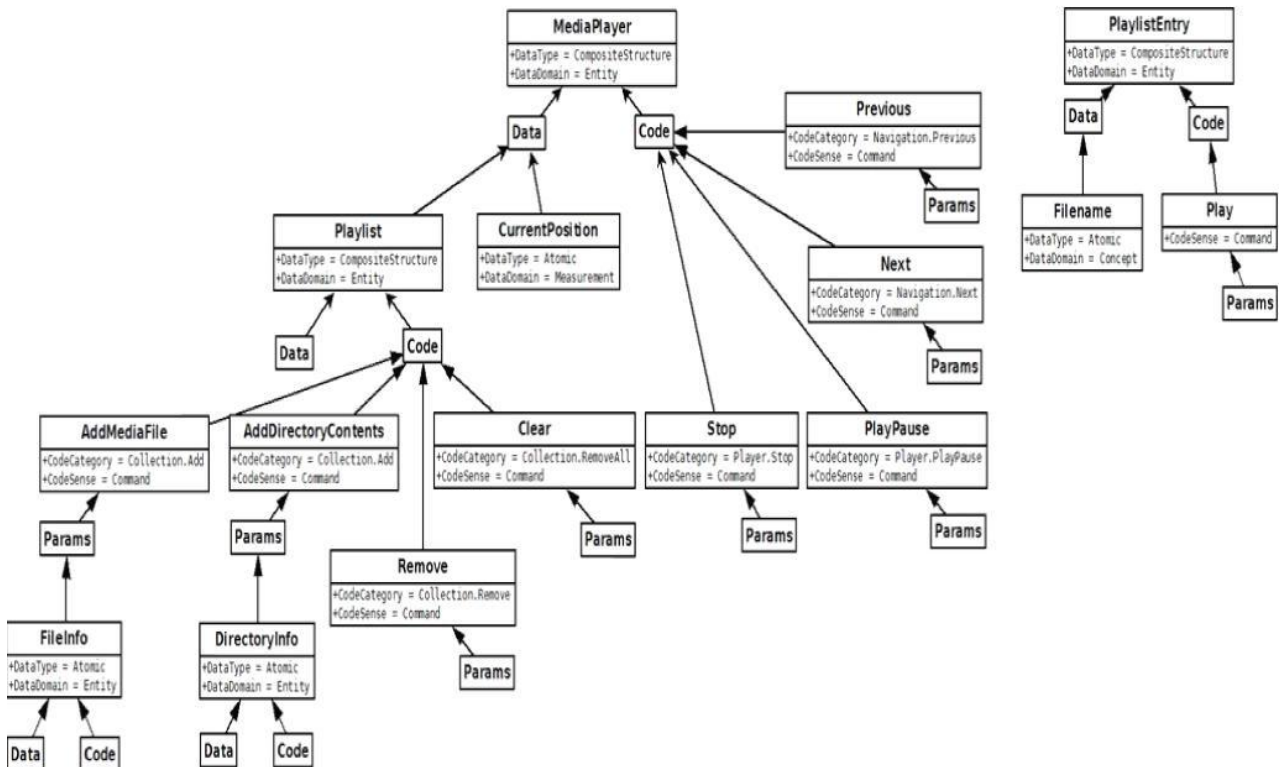 MediaPlayer
+DataType = CompositeStructure
+DataDomain = Entity
PlaylistEntry
+DataType = CompositeStructure
+DataDomain = Entity
Data
Code
Previous
+CodeCategory = Navigation.Previous
+CodeSense = Command
Params
Data
Code
Filename
+DataType = Atomic
+DataDomain = Concept
Play
+CodeSense = Command
Params
Playlist
+DataType = CompositeStructure
+DataDomain = Entity
CurrentPosition
+DataType = Atomic
+DataDomain = Measurement
Next
+CodeCategory = Navigation.Next
+CodeSense = Command
Params
Data
Code
AddMediaFile
+CodeCategory = Collection.Add
+CodeSense = Command
AddDirectoryContents
+CodeCategory = Collection.Add
+CodeSense = Command
Clear
+CodeCategory = Collection.RemoveAll
+CodeSense = Command
Stop
+CodeCategory = Player.Stop
+CodeSense = Command
PlayPause
+CodeCategory = Player.PlayPause
+CodeSense = Command
Params
Params
Params
Params
Params
Remove
+CodeCategory = Collection.Remove
+CodeSense = Command
Params
FileInfo
+DataType = Atomic
+DataDomain = Entity
DirectoryInfo
+DataType = Atomic
+DataDomain = Entity
Data
Code
Data
Code